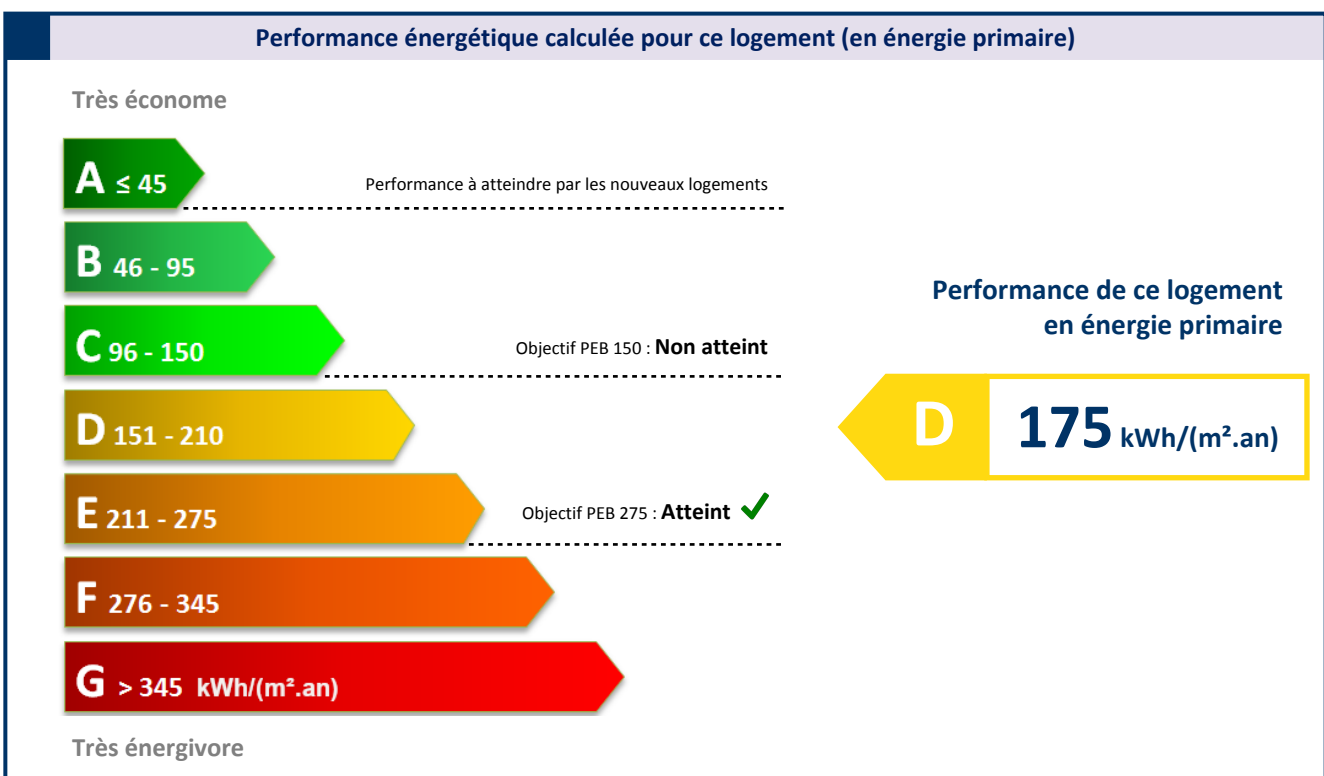 Performance énergétique calculée pour ce logement (en énergie primaire)
Très économe
A ≤ 45
Performance à atteindre par les nouveaux logements
B 46 - 95
C 96 - 150
Objectif PEB 150 : Non atteint
D 151 - 210
E 211 - 275
Objectif PEB 275 : Atteint ✓
F 276 - 345
G > 345 kWh/(m².an)
Très énergivore
Performance de ce logement
en énergie primaire
D 175 kWh/(m².an)